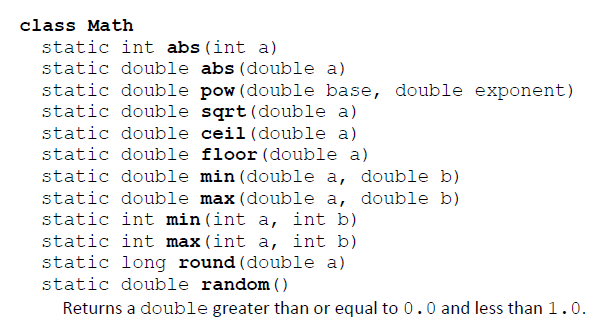 class Math
static int abs(int a)
static double abs(double a)
static double pow(double base, double exponent)
static double sqrt(double a)
static double ceil(double a)
static double floor(double a)
static double min(double a, double b)
static double max(double a, double b)
static int min(int a, int b)
static int max(int a, int b)
static long round(double a)
static double random()
Returns a double greater than or equal to 0.0 and less than 1.0.